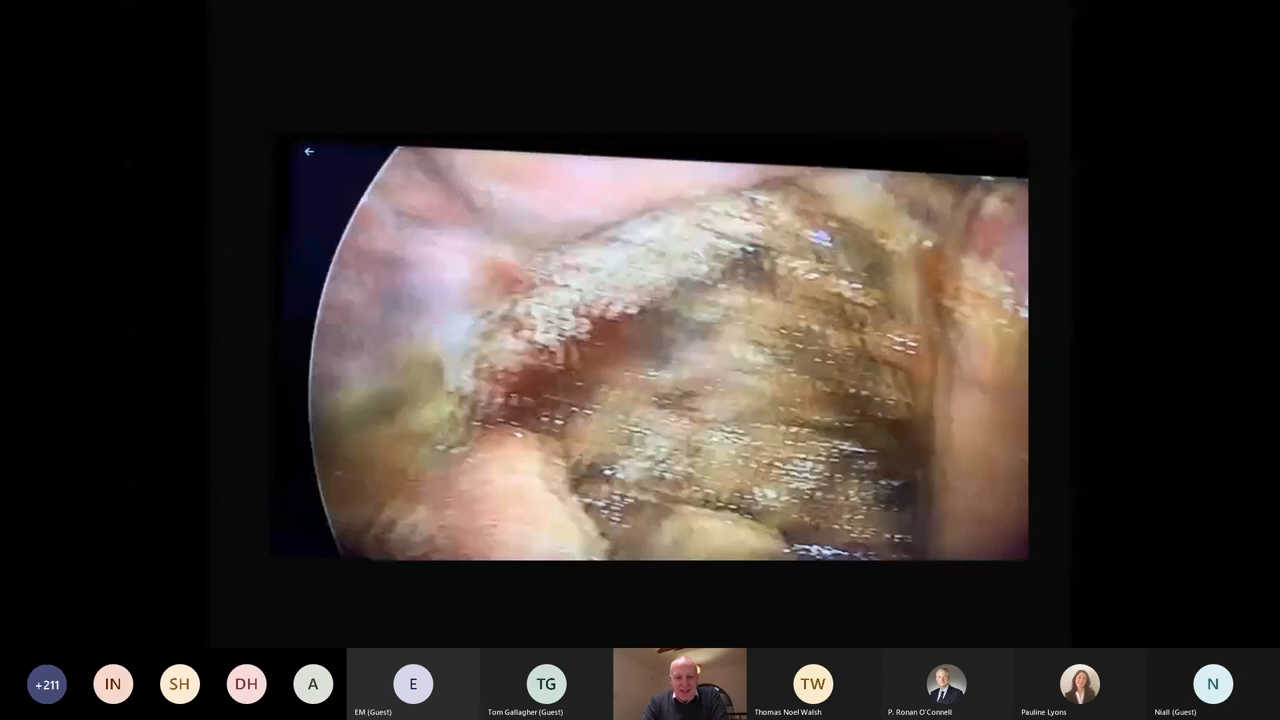 +211
IN
SH
DH
A
E
TG
TW
N
EM (Guest)
Tom Gallagher (Guest)
Thomas Noel Walsh
P. Ronan O'Connell
Pauline Lyons
Niall (Guest)